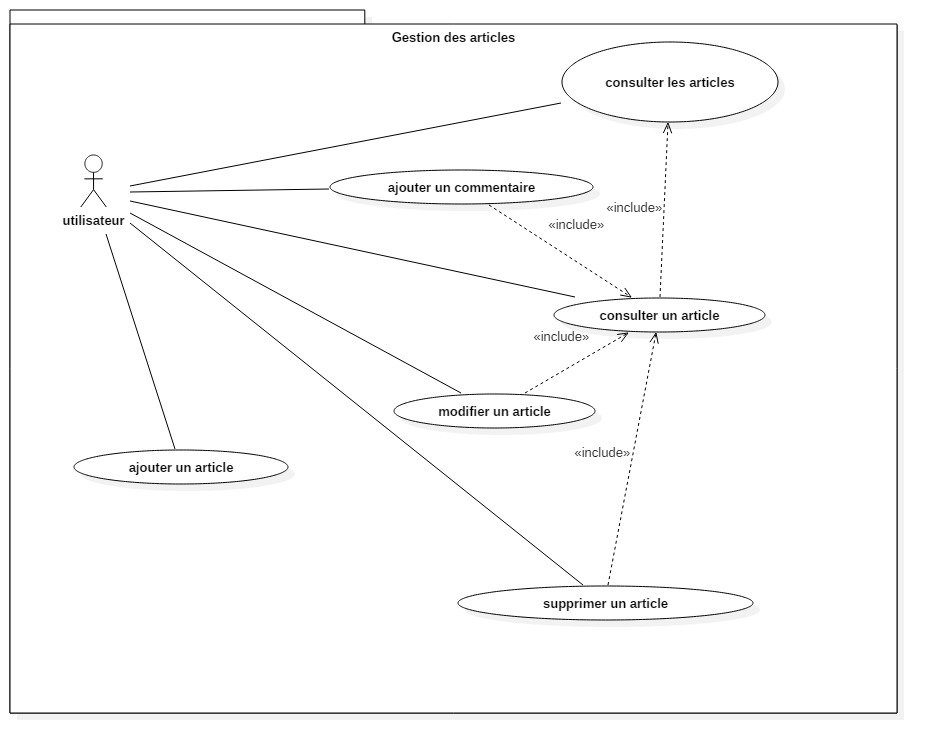 Gestion des articles
consulter les articles
ajouter un commentaire
«include»
«include»
utilisateur
consulter un article
«include»
modifier un article
«include»
ajouter un article
supprimer un article